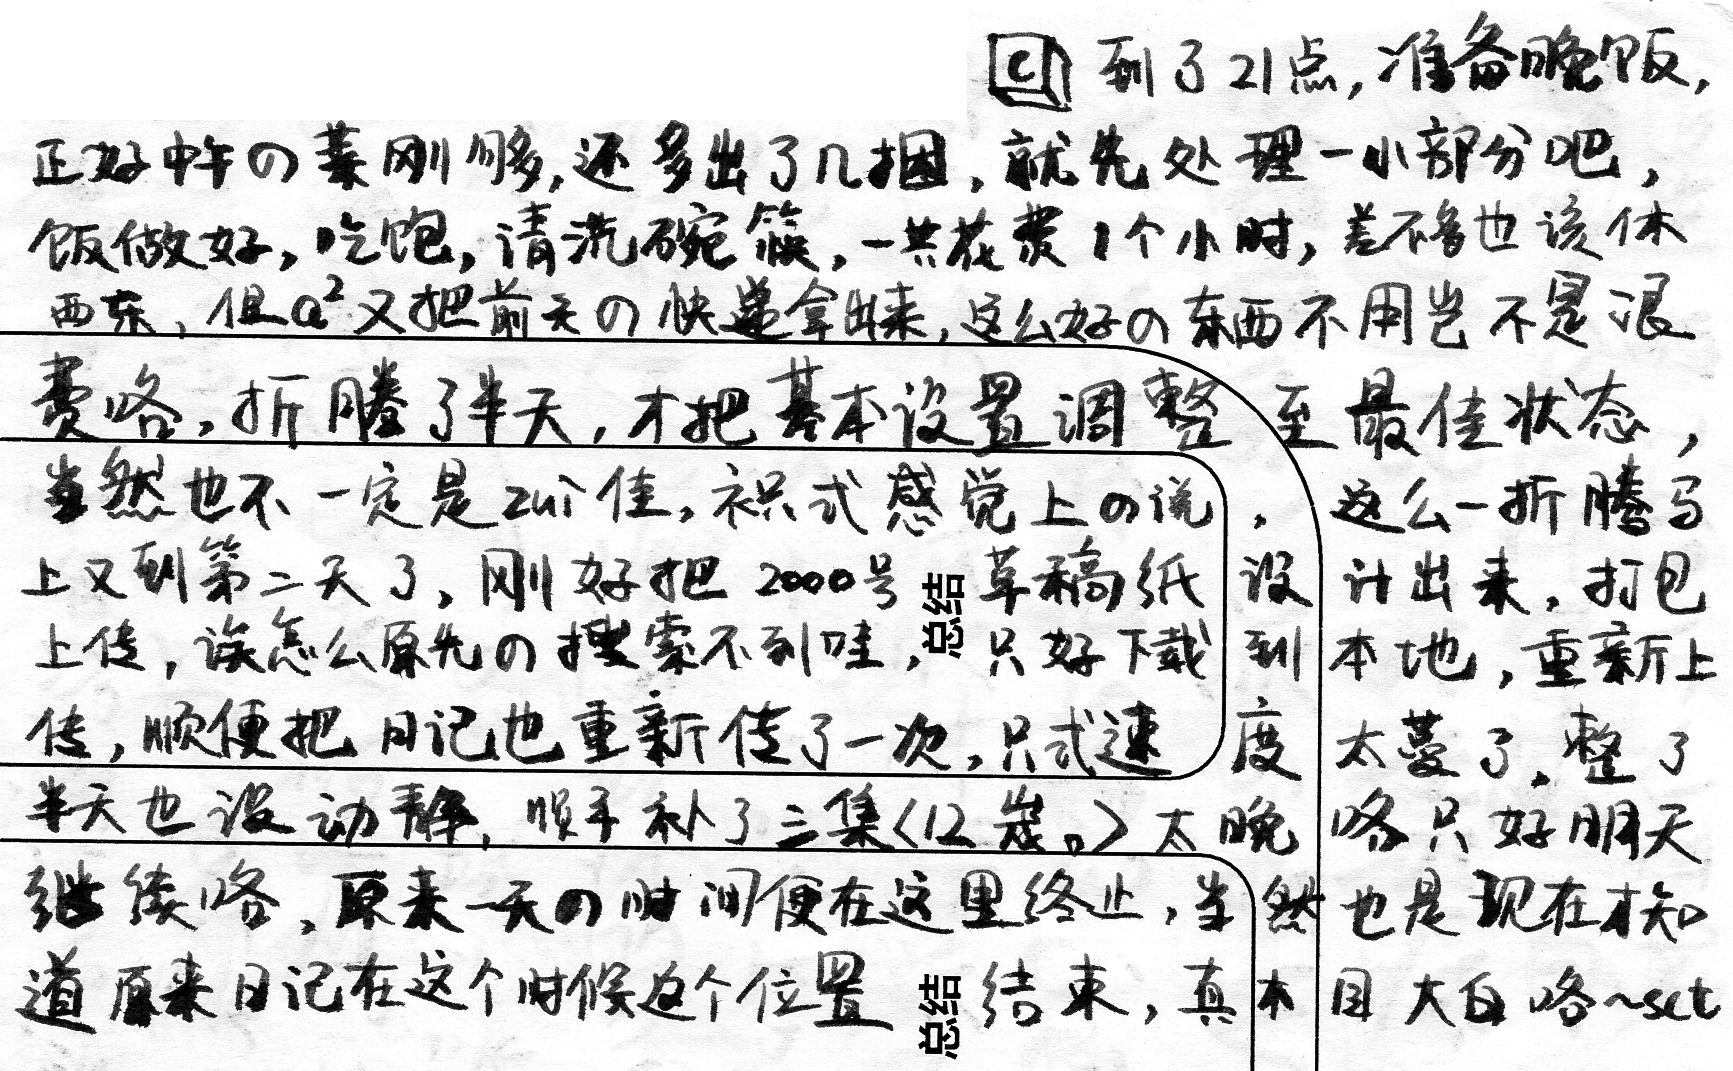 C 到了21点,准备晚饭,
正好中午の菜刚够,还多出了几捆,就先处理一小部分吧,
饭做好,吃饱,请洗碗筷,一共花费1个小时,差不多也该休
西东,但a²又把前天の快递拿出来,这么好の东西不用岂不是浪
费咯,折腾了半天,才把基本设置调整至最佳状态,
当然也不一定是佳,式感觉上の说,这么一折腾马
上又到第二天了,刚好把2000号草稿纸设计出来,打包
上传,诶怎么原先の搜索不到哇,只好下载到本地,重新上
传,顺便把日记也重新传了一次,只式速度太蔓了,整了
半天也没动静,顺手补了三集<12岁。>太晚咯只好明天
继续咯,原来一天の时间便在这里终止,当然也是现在才知
道原来日记在这个时候这个位置结束,真本目大白咯~sct
总结
总结